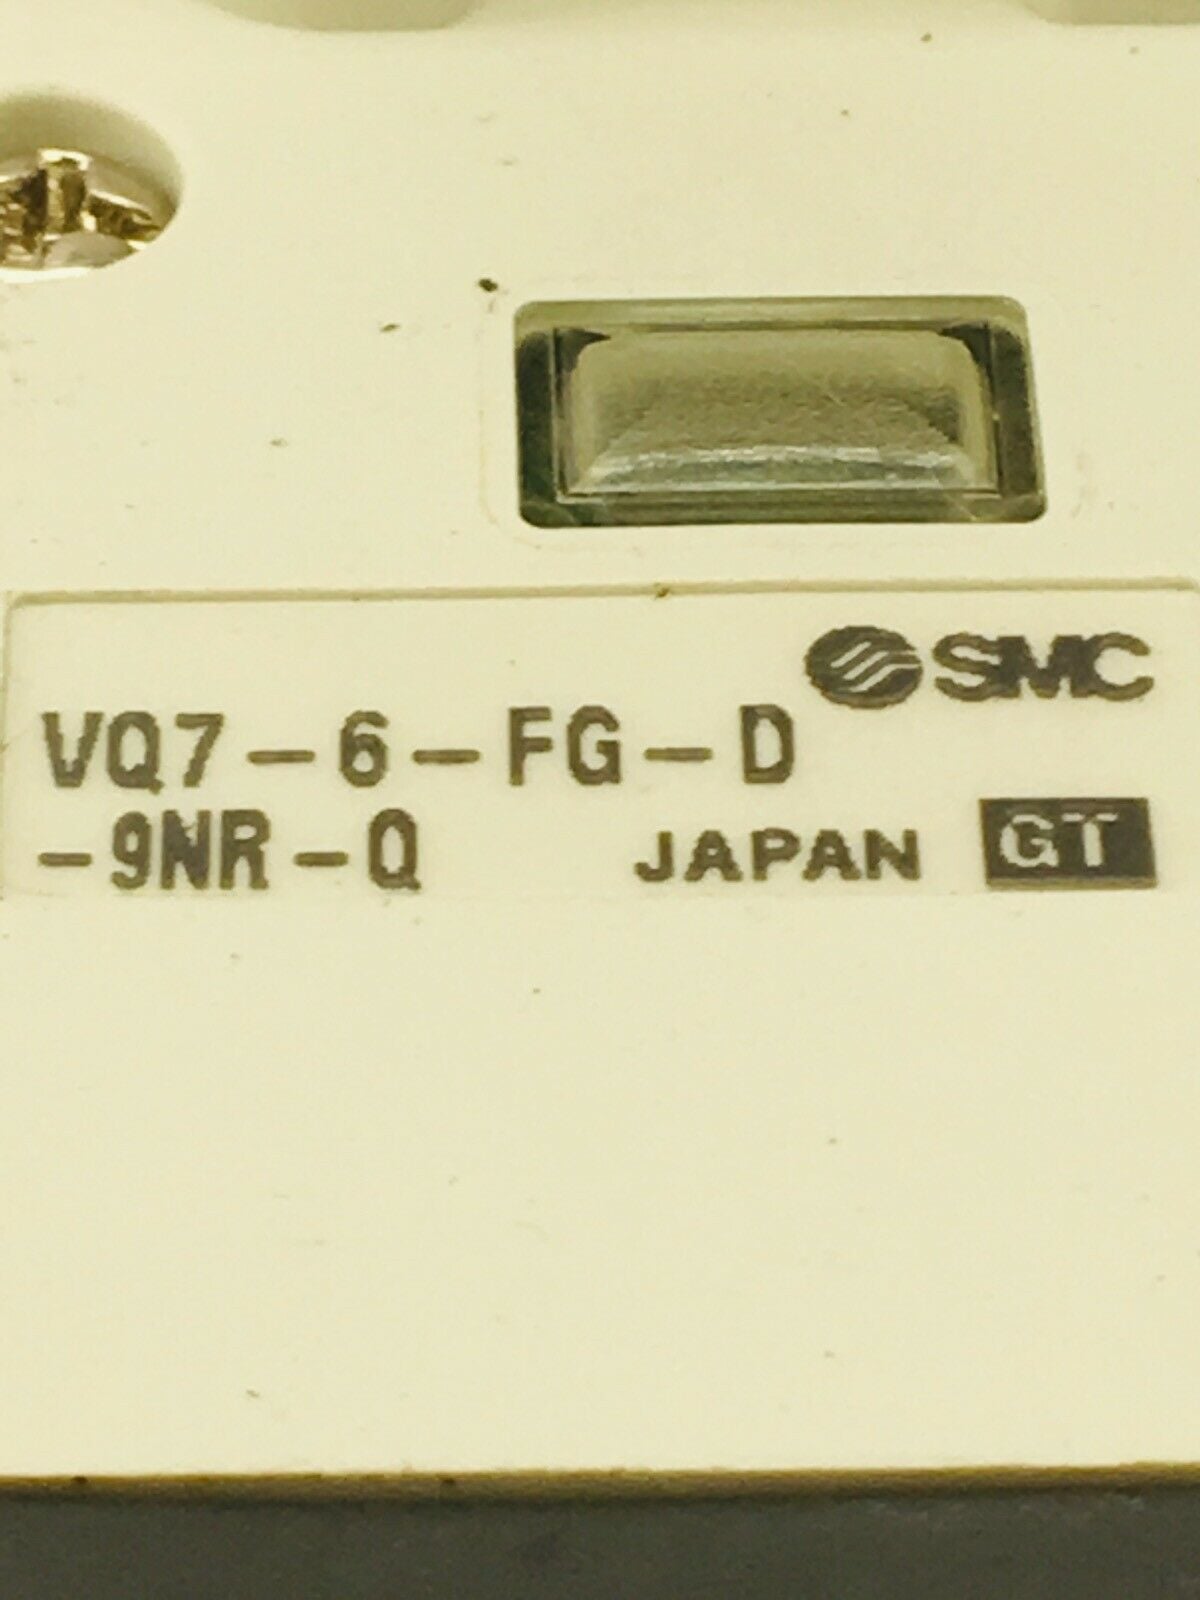 SMC
VQ7-6-FG-D
-9NR-Q JAPAN GT